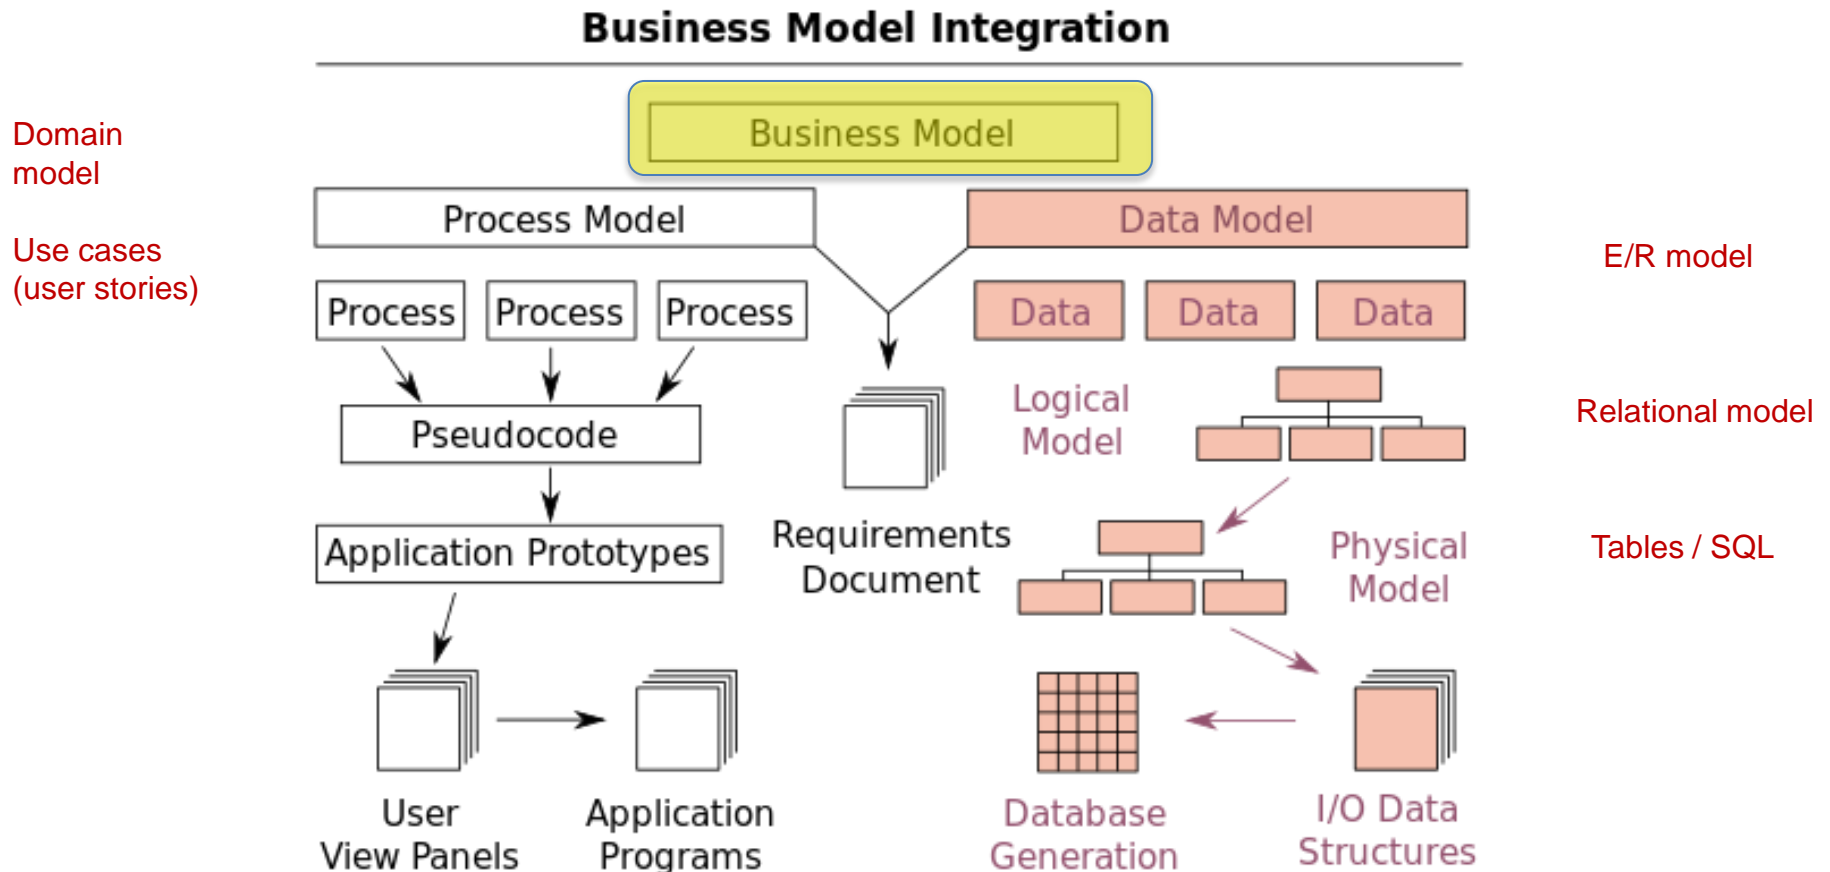 Business Model Integration
Business Model
Domain
model
Process Model
Data Model
Use cases
(user stories)
E/R model
Process
Process
Process
Data
Data
Data
Logical
Model
Relational model
Pseudocode
Requirements
Document
Application Prototypes
Physical
Model
Tables / SQL
User
View Panels
Application
Programs
Database
Generation
I/O Data
Structures